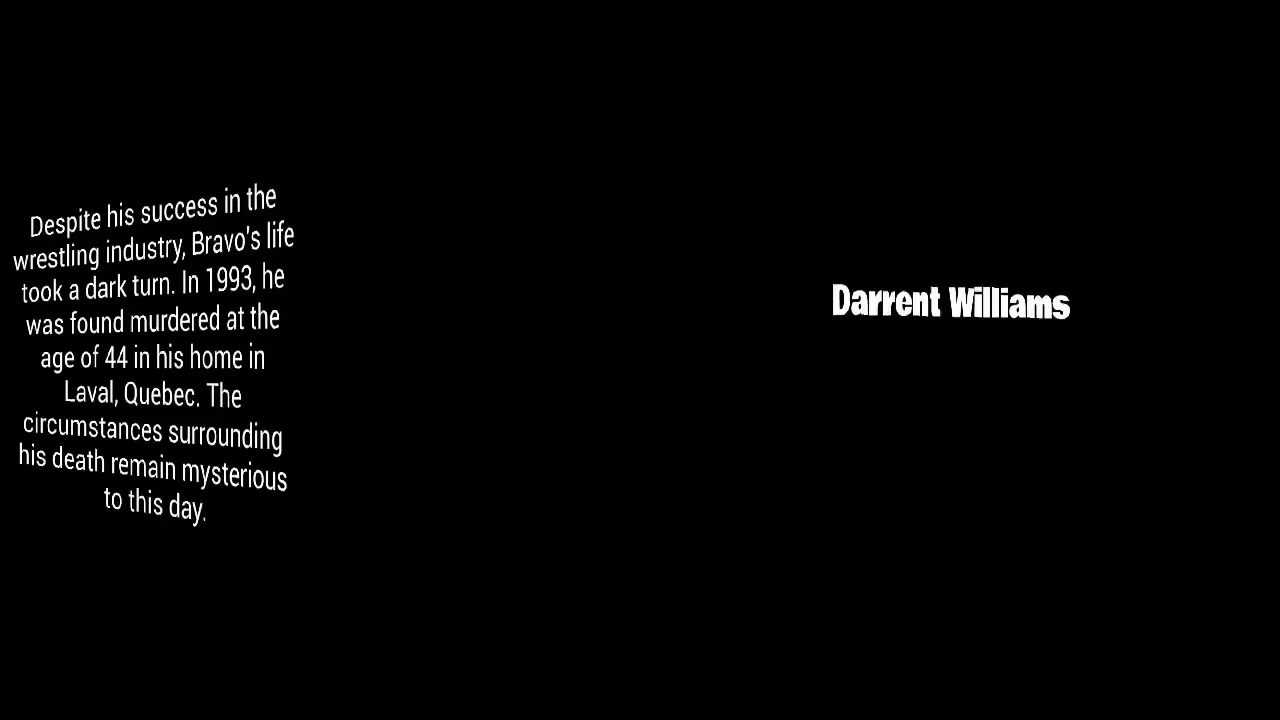 Despite his success in the
wrestling industry, Bravo's life
took a dark turn. In 1993, he
was found murdered at the
age of 44 in his home in
Laval, Quebec. The
circumstances surrounding
his death remain mysterious
to this day.
Darrent Williams